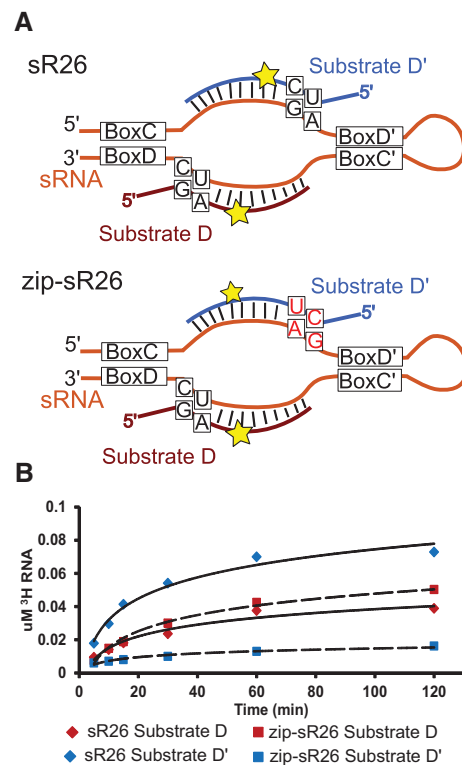 A
sR26
Substrate D'
5'
C
U
G
A
5'
BoxC
BoxD'
3'
BoxD
BoxC'
sRNA
C
U
G
A
5'
Substrate D
zip-sR26
Substrate D'
5'
U
C
A
G
5'
BoxC
BoxD'
3'
BoxD
BoxC'
sRNA
C
U
G
A
5'
Substrate D
B
uM ³H RNA
0.1
0.08
0.06
0.04
0.02
0
0 20 40 60 80 100 120
Time (min)
sR26 Substrate D zip-sR26 Substrate D
sR26 Substrate D' zip-sR26 Substrate D'